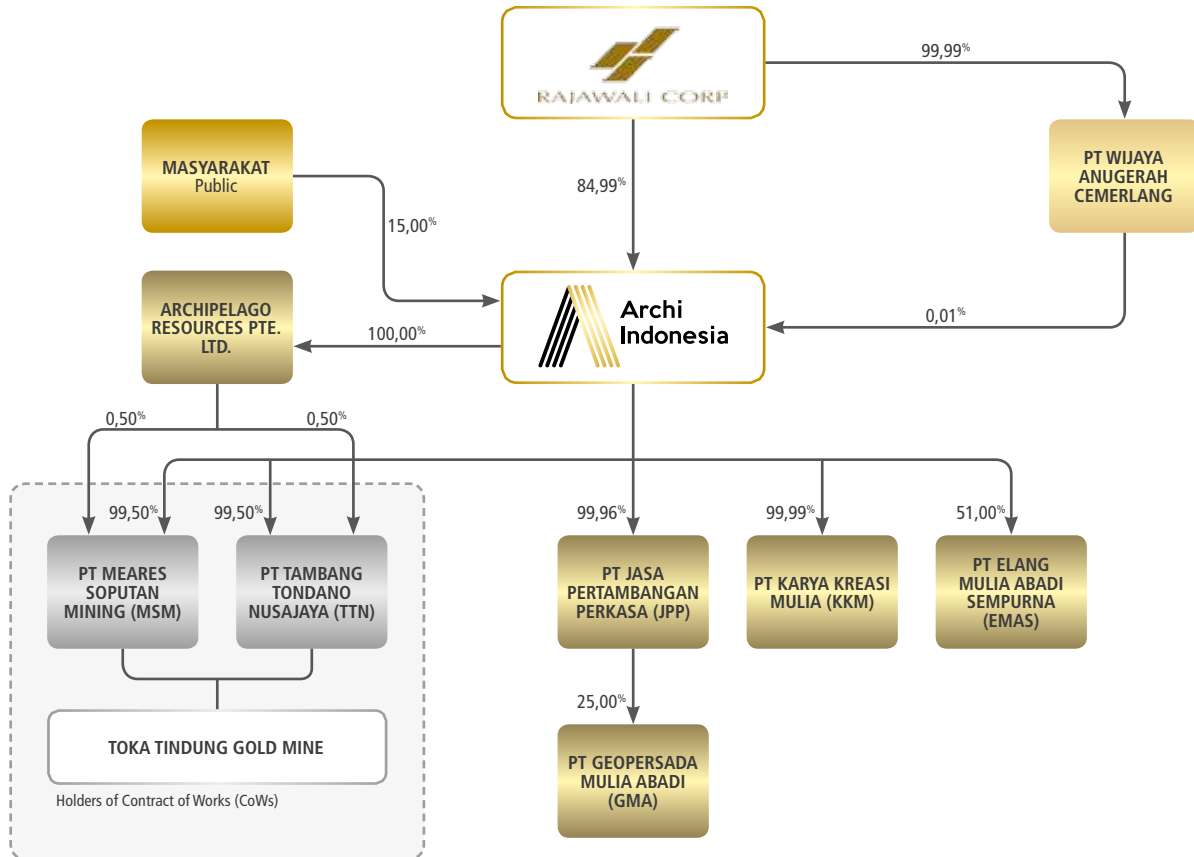 RAJAWALI CORP
99,99%
MASYARAKAT
Public
PT WIJAYA
ANUGERAH
CEMERLANG
84,99%
15,00%
ARCHIPELAGO
RESOURCES PTE.
LTD.
Archi
Indonesia
100,00%
0,01%
0,50%
0,50%
99,50%
99,50%
99,96%
99,99%
51,00%
PT MEARES
SOPUTAN
MINING (MSM)
PT TAMBANG
TONDANO
NUSAJAYA (TTN)
PT JASA
PERTAMBANGAN
PERKASA (JPP)
PT KARYA KREASI
MULIA (KKM)
PT ELANG
MULIA ABADI
SEMPURNA
(EMAS)
25,00%
TOKA TINDUNG GOLD MINE
Holders of Contract of Works (CoWs)
PT GEOPERSADA
MULIA ABADI
(GMA)